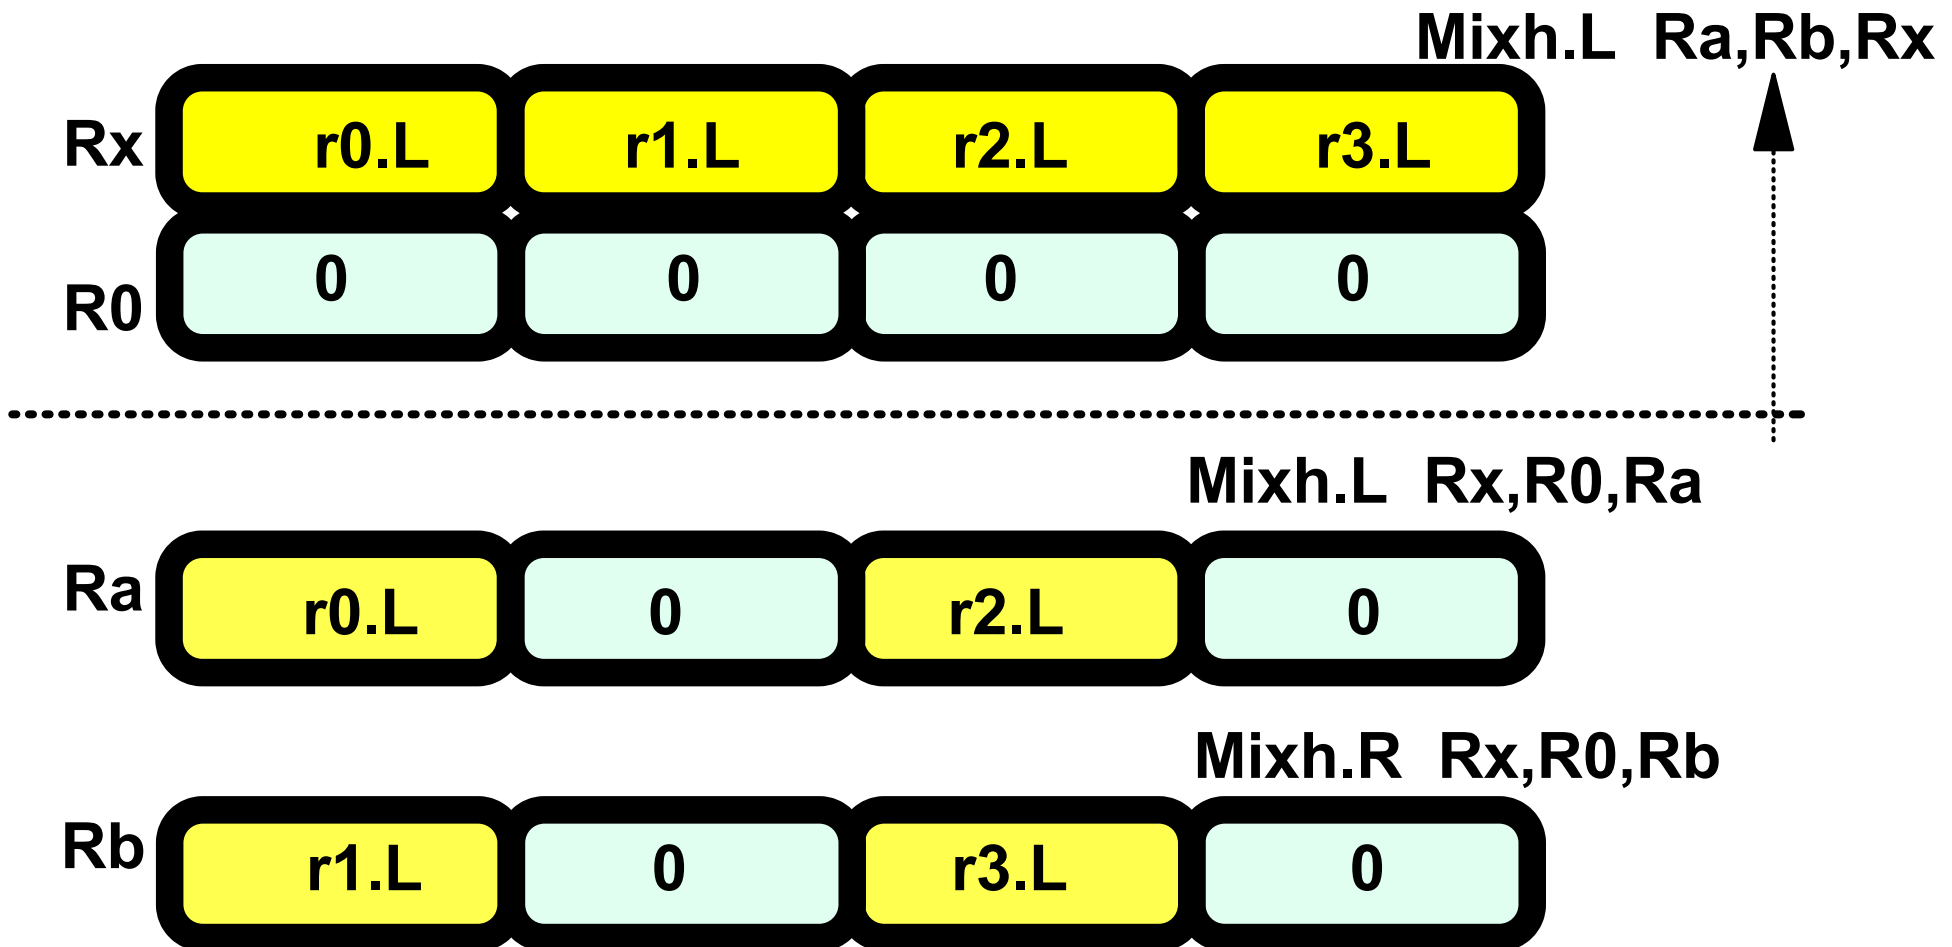 Mixh.L Ra,Rb,Rx
Rx r0.L r1.L r2.L r3.L
R0 0 0 0 0
Mixh.L Rx,R0,Ra
Ra r0.L 0 r2.L 0
Mixh.R Rx,R0,Rb
Rb r1.L 0 r3.L 0